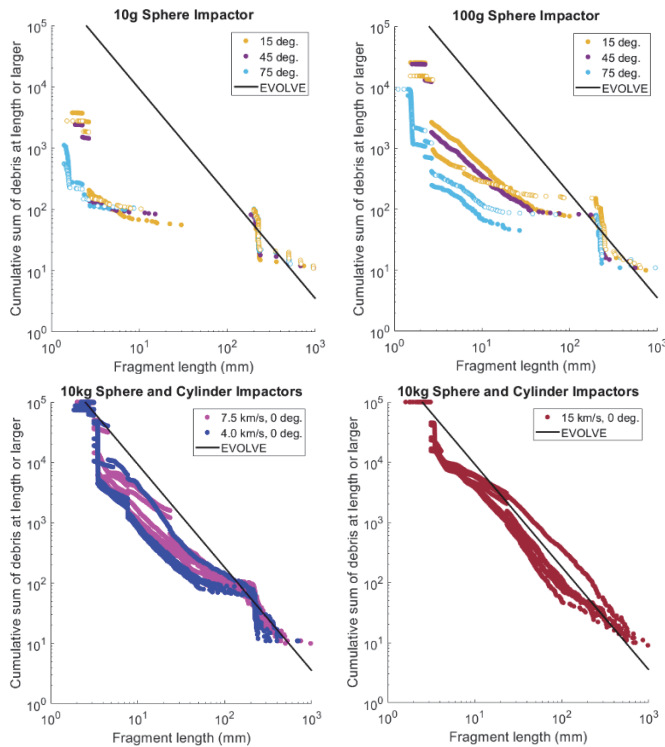 10g Sphere Impactor
Cumulative sum of debris at length or larger
10^5
10^4
10^3
10^2
10^1
10^0
15 deg.
45 deg.
75 deg.
EVOLVE
10^0 10^1 10^2 10^3
Fragment length (mm)
100g Sphere Impactor
Cumulative sum of debris at length or larger
10^5
10^4
10^3
10^2
10^1
10^0
15 deg.
45 deg.
75 deg.
EVOLVE
10^0 10^1 10^2 10^3
Fragment length (mm)
10kg Sphere and Cylinder Impactors
Cumulative sum of debris at length or larger
10^5
10^4
10^3
10^2
10^1
10^0
7.5 km/s, 0 deg.
4.0 km/s, 0 deg.
EVOLVE
10^0 10^1 10^2 10^3
Fragment length (mm)
10kg Sphere and Cylinder Impactors
Cumulative sum of debris at length or larger
10^5
10^4
10^3
10^2
10^1
10^0
15 km/s, 0 deg.
EVOLVE
10^0 10^1 10^2 10^3
Fragment length (mm)